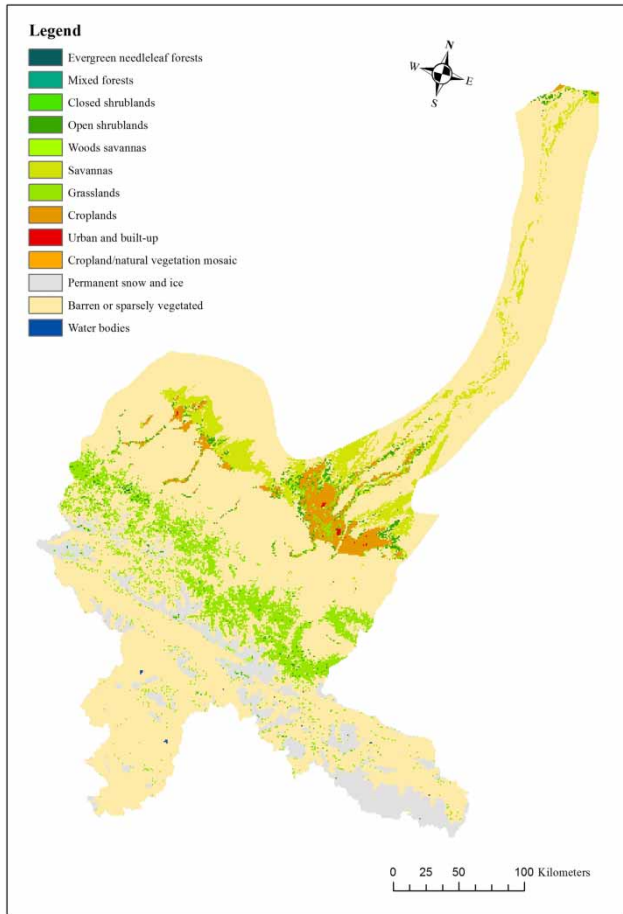 Legend
Evergreen needleleaf forests
Mixed forests
Closed shrublands
Open shrublands
Woods savannas
Savannas
Grasslands
Croplands
Urban and built-up
Cropland/natural vegetation mosaic
Permanent snow and ice
Barren or sparsely vegetated
Water bodies
N
W
E
S
0 25 50 100 Kilometers